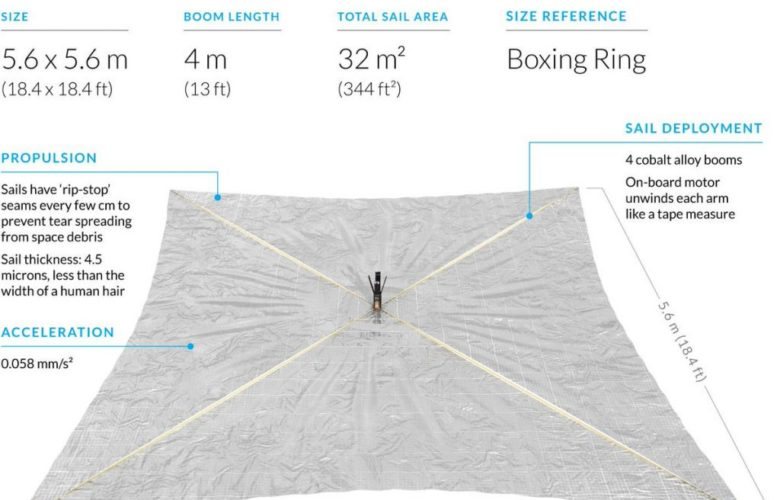 SIZE
BOOM LENGTH
TOTAL SAIL AREA
SIZE REFERENCE
5.6 x 5.6 m
4 m
32 m²
Boxing Ring
(18.4 x 18.4 ft)
(13 ft)
(344 ft²)
SAIL DEPLOYMENT
4 cobalt alloy booms
On-board motor
unwinds each arm
like a tape measure
PROPULSION
Sails have ‘rip-stop’
seams every few cm to
prevent tear spreading
from space debris
Sail thickness: 4.5
microns, less than the
width of a human hair
5.6 m (18.4 ft)
ACCELERATION
0.058 mm/s²